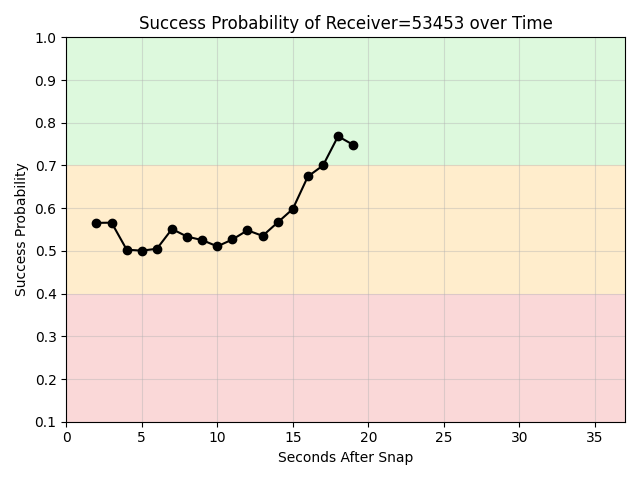 Success Probability of Receiver=53453 over Time
1.0
0.9
0.8
0.7
0.6
0.5
0.4
0.3
0.2
0.1
Success Probability
0 5 10 15 20 25 30 35
Seconds After Snap